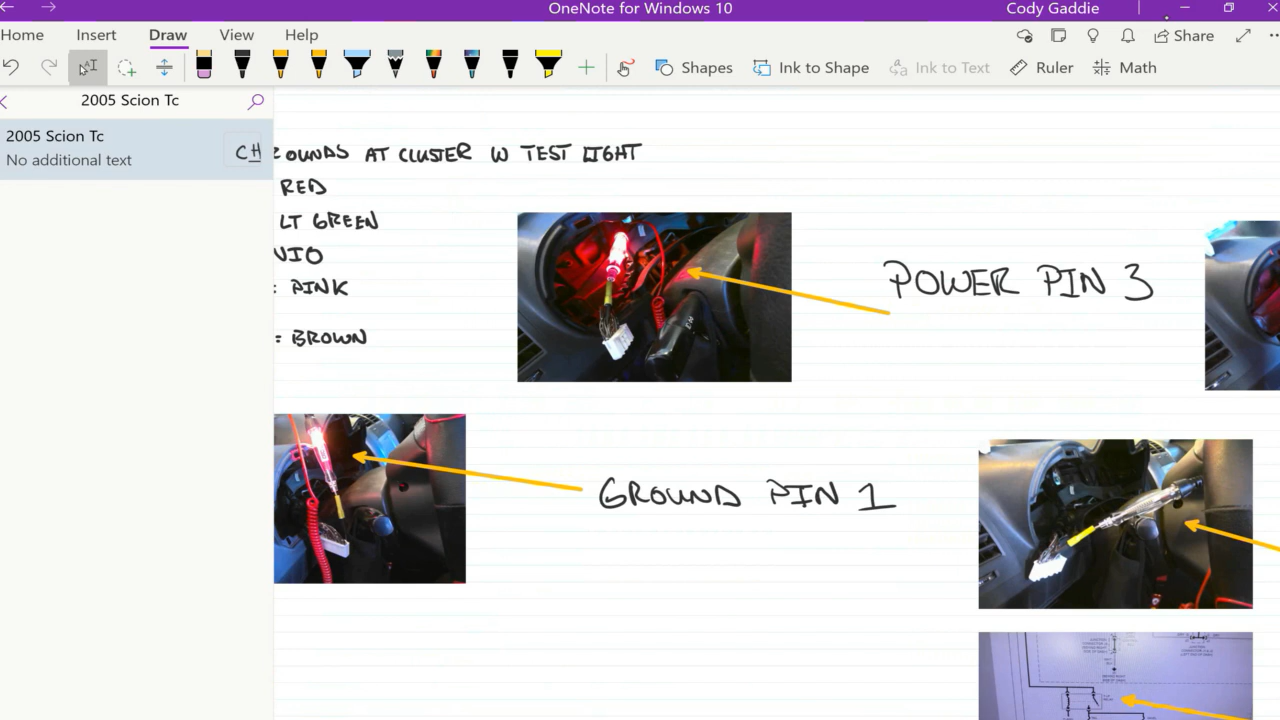 OneNote for Windows 10
Cody Gaddie
Home Insert Draw View Help
Share
Shapes Ink to Shape Ink to Text Ruler Math
2005 Scion Tc
2005 Scion Tc
No additional text
CH
ROUNDS AT CLUSTER W TEST LIGHT
RED
LT GREEN
VIO
= PINK
= BROWN
POWER PIN 3
GROUND PIN 1